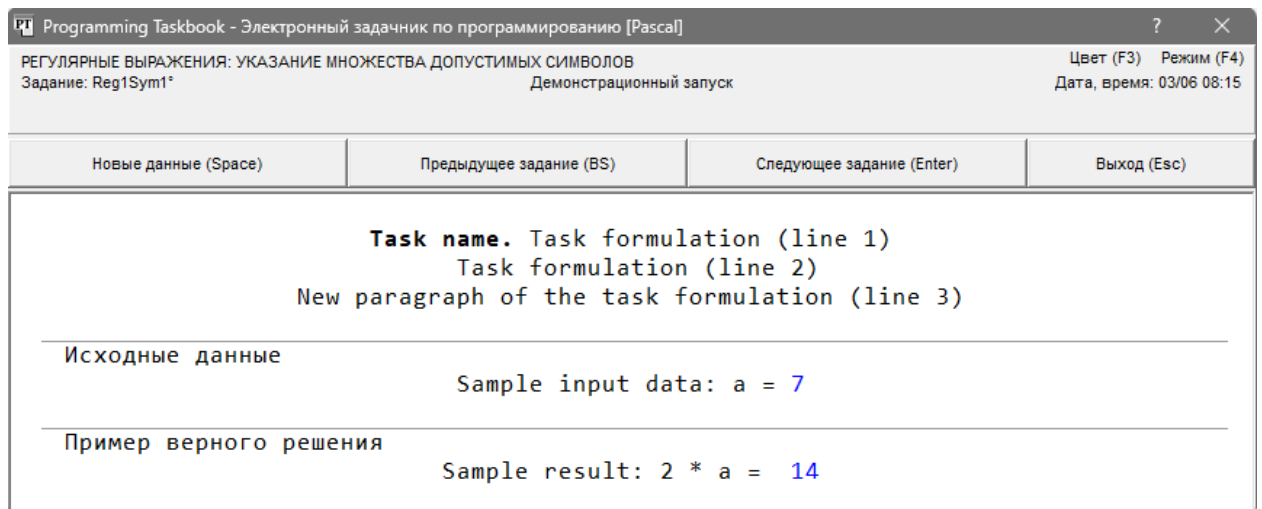 Programming Taskbook - Электронный задачник по программированию [Pascal] ?
РЕГУЛЯРНЫЕ ВЫРАЖЕНИЯ: УКАЗАНИЕ МНОЖЕСТВА ДОПУСТИМЫХ СИМВОЛОВ Цвет (F3) Режим (F4)
Задание: Reg1Sym1° Демонстрационный запуск Дата, время: 03/06 08:15
Новые данные (Space) Предыдущее задание (BS) Следующее задание (Enter) Выход (Esc)
Task name. Task formulation (line 1)
Task formulation (line 2)
New paragraph of the task formulation (line 3)
Исходные данные
Sample input data: a = 7
Пример верного решения
Sample result: 2 * a = 14